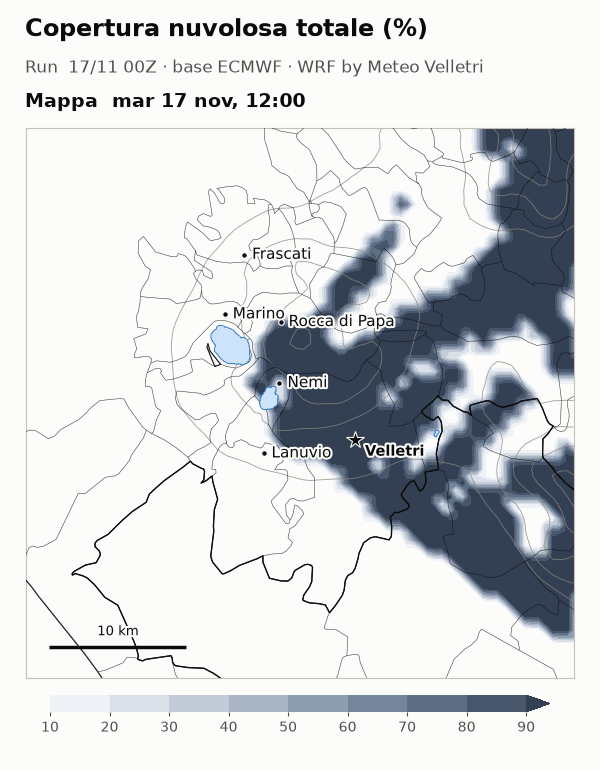 Copertura nuvolosa totale (%)
Run  17/11 00Z · base ECMWF · WRF by Meteo Velletri
Mappa  mar 17 nov, 12:00
Frascati
Marino
Rocca di Papa
Nemi
Velletri
Lanuvio
10 km
10 20 30 40 50 60 70 80 90